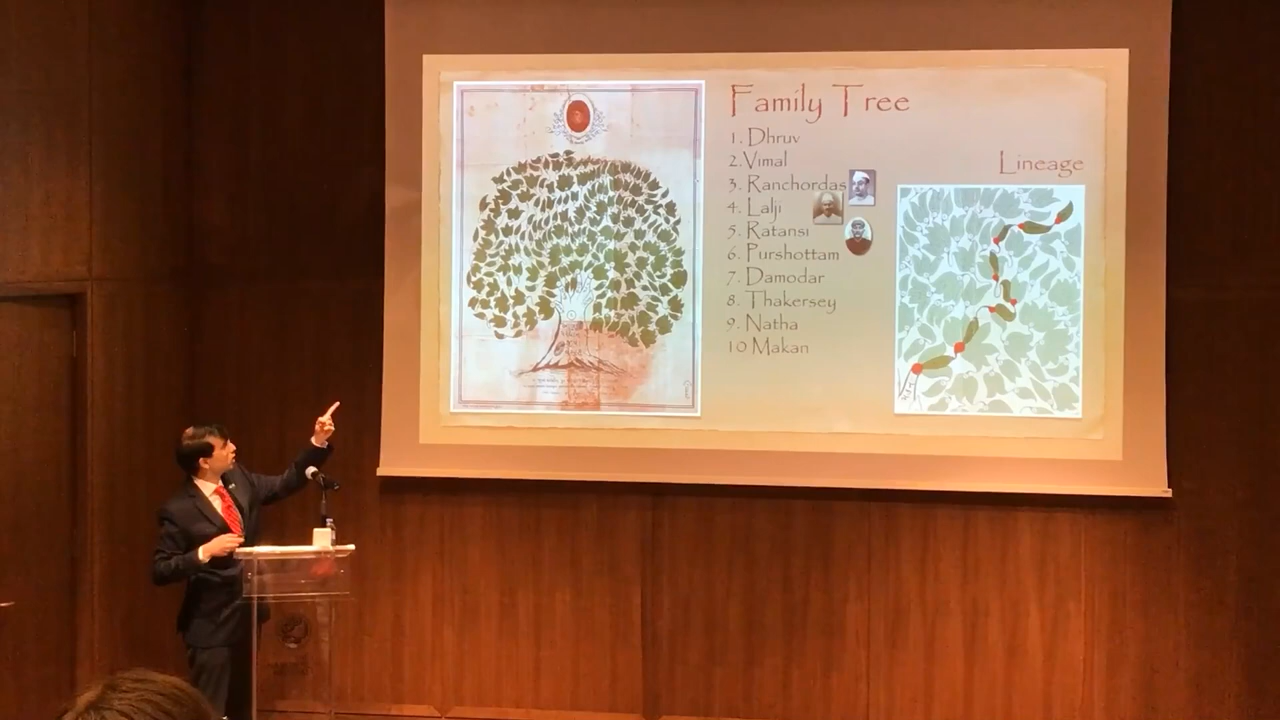 Family Tree
1. Dhruv
2. Vimal
3. Ranchordas
4. Lalji
5. Ratansi
6. Purshottam
7. Damodar
8. Thakersey
9. Natha
10 Makan
Lineage